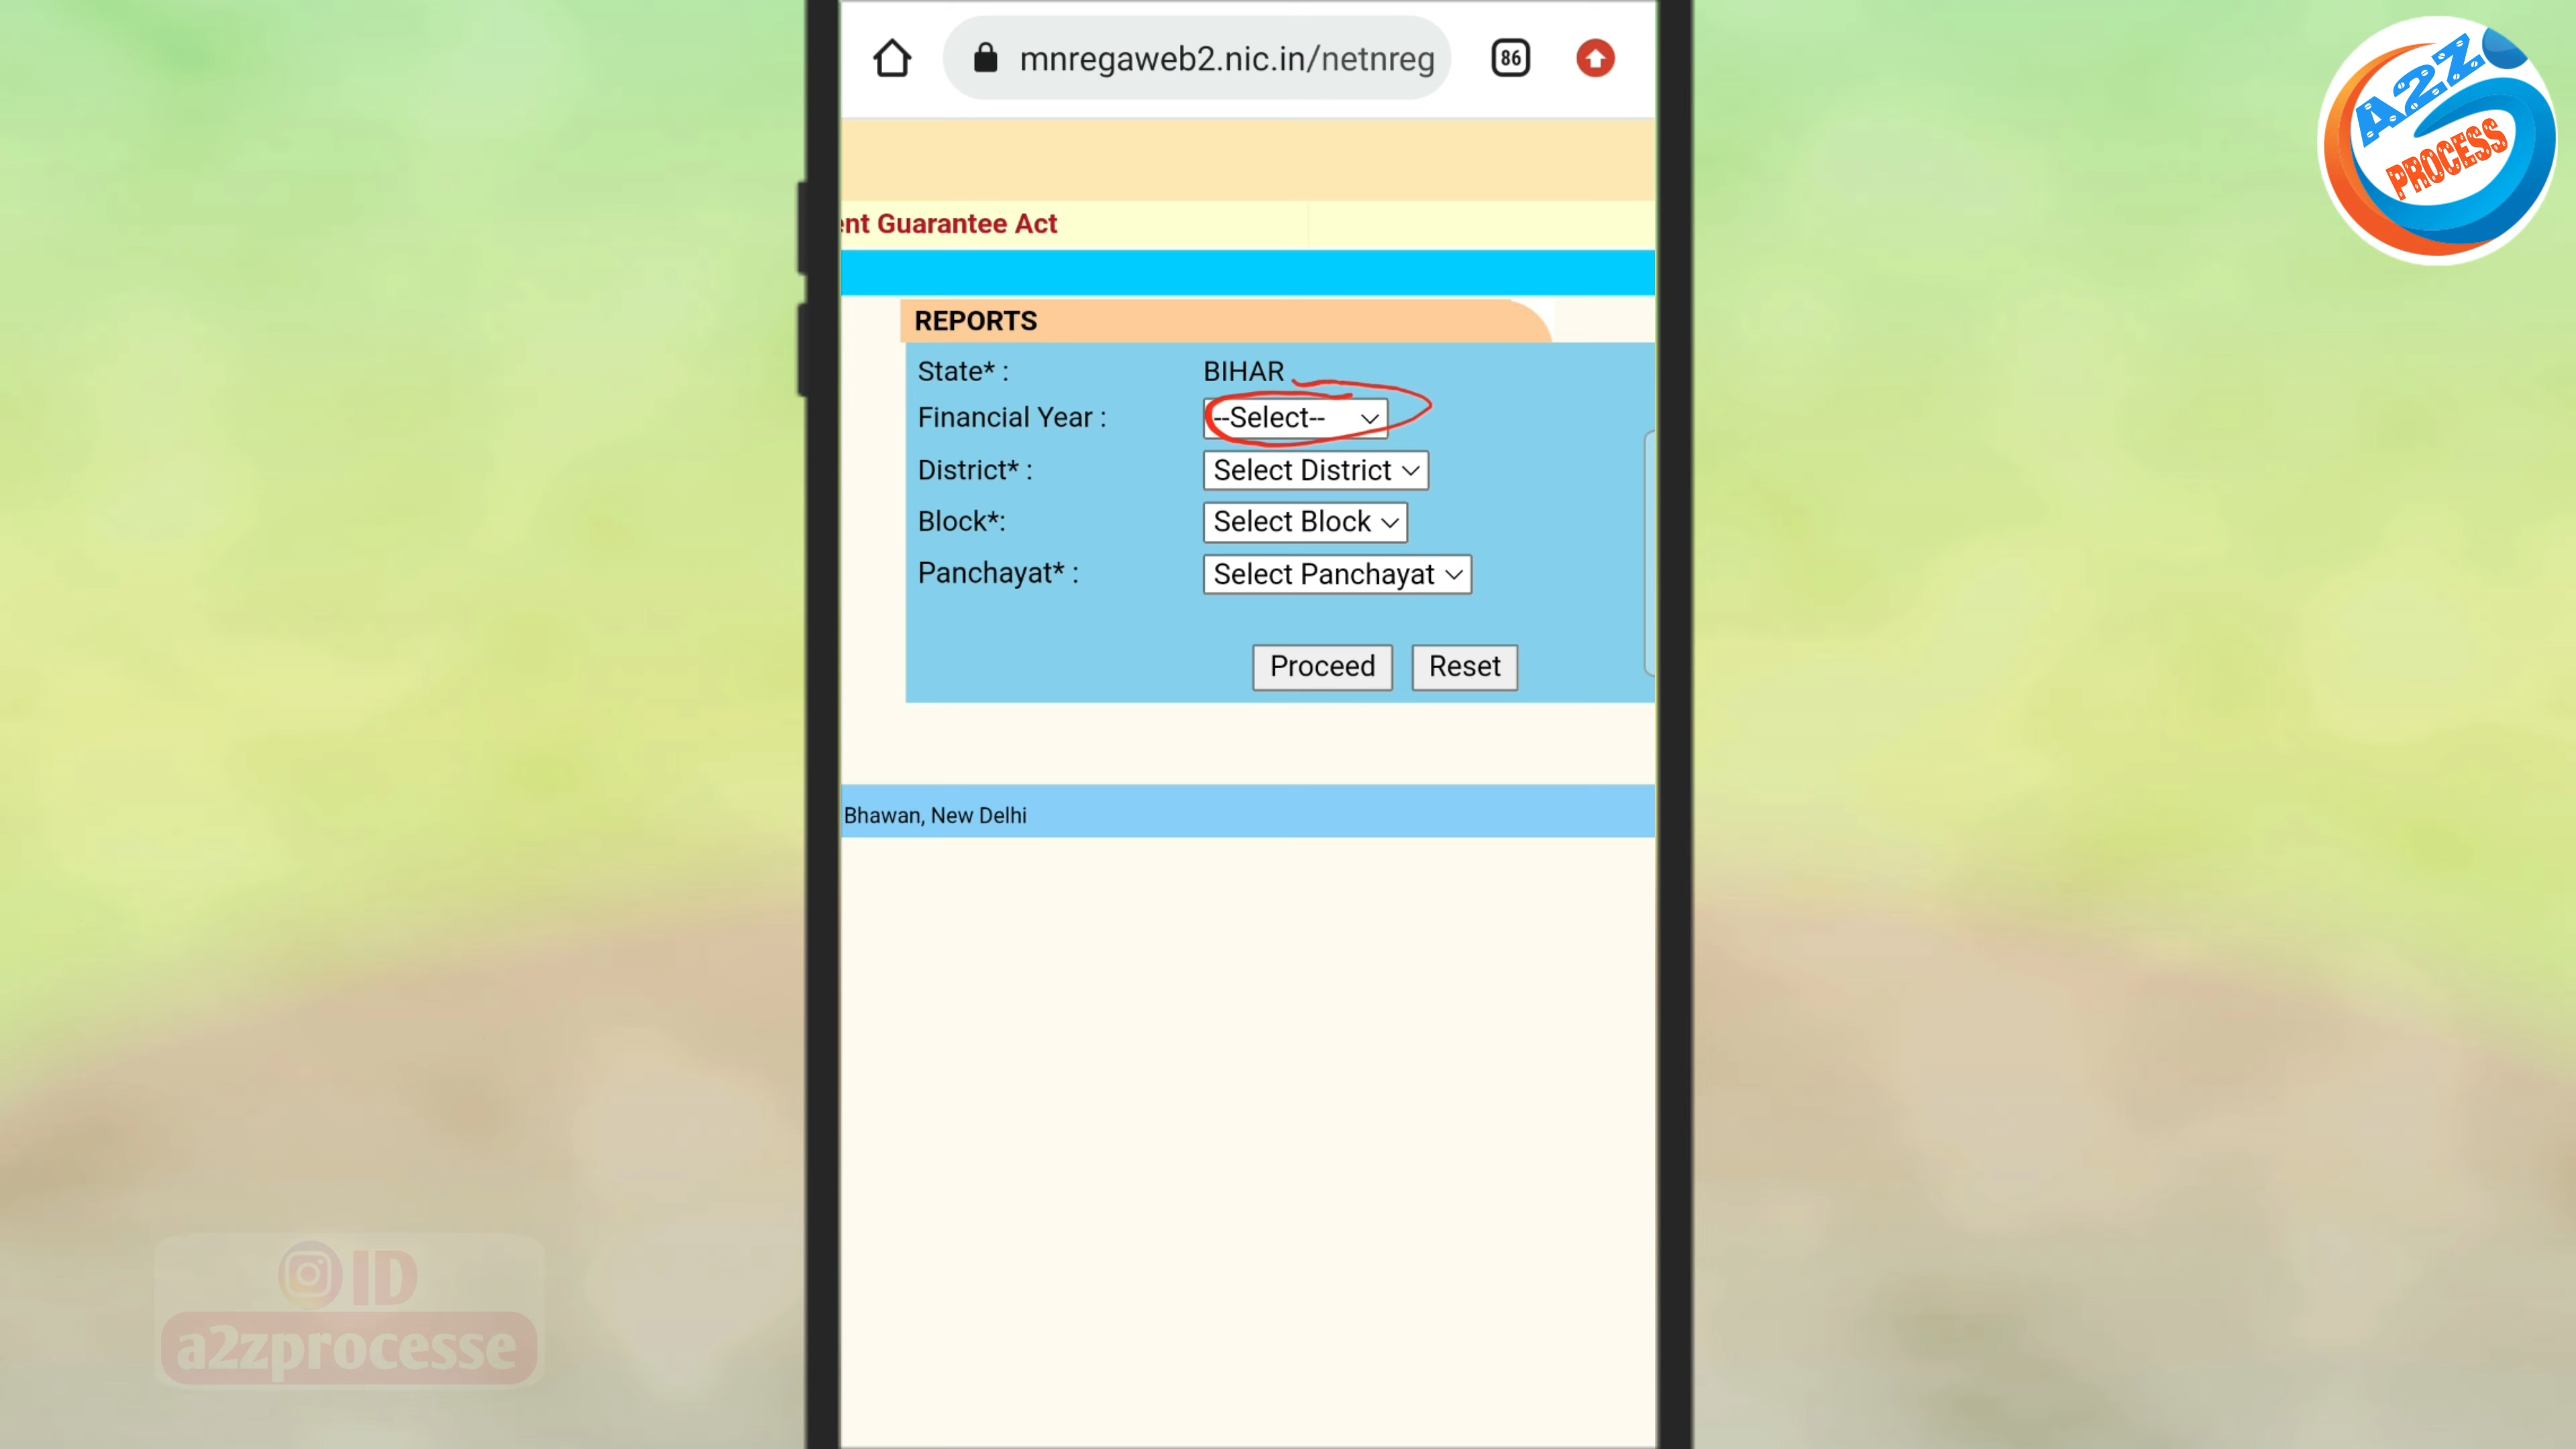 mnregaweb2.nic.in/netnreg
86
A2Z
PROCESS
ent Guarantee Act
REPORTS
State* : BIHAR
Financial Year : --Select--
District* : Select District
Block*: Select Block
Panchayat* : Select Panchayat
Proceed Reset
Bhawan, New Delhi
ID
a2zprocesse